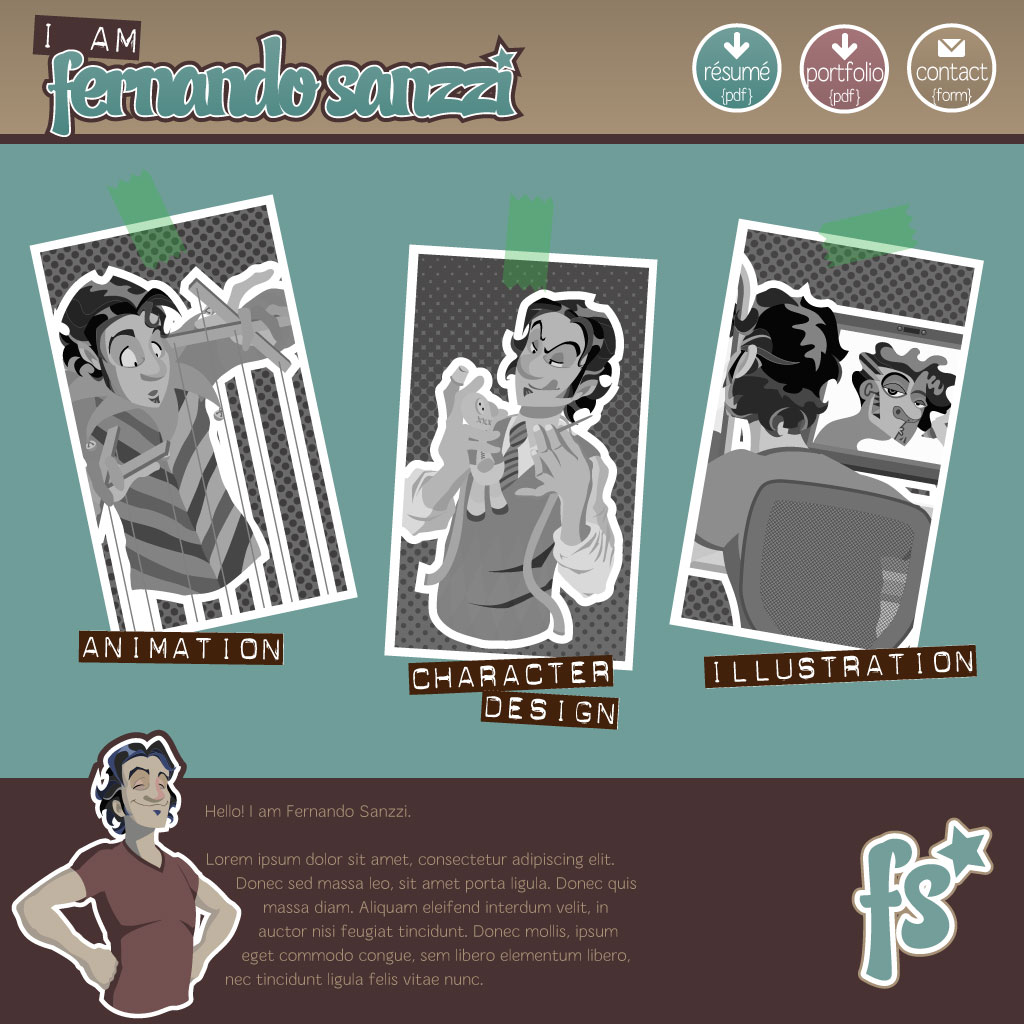 I AM
fernando sanzzi
résumé
{pdf}
portfolio
{pdf}
contact
{form}
ANIMATION
CHARACTER
DESIGN
ILLUSTRATION
Hello! I am Fernando Sanzzi.
Lorem ipsum dolor sit amet, consectetur adipiscing elit.
Donec sed massa leo, sit amet porta ligula. Donec quis
massa diam. Aliquam eleifend interdum velit, in
auctor nisi feugiat tincidunt. Donec mollis, ipsum
eget commodo congue, sem libero elementum libero,
nec tincidunt ligula felis vitae nunc.
fs